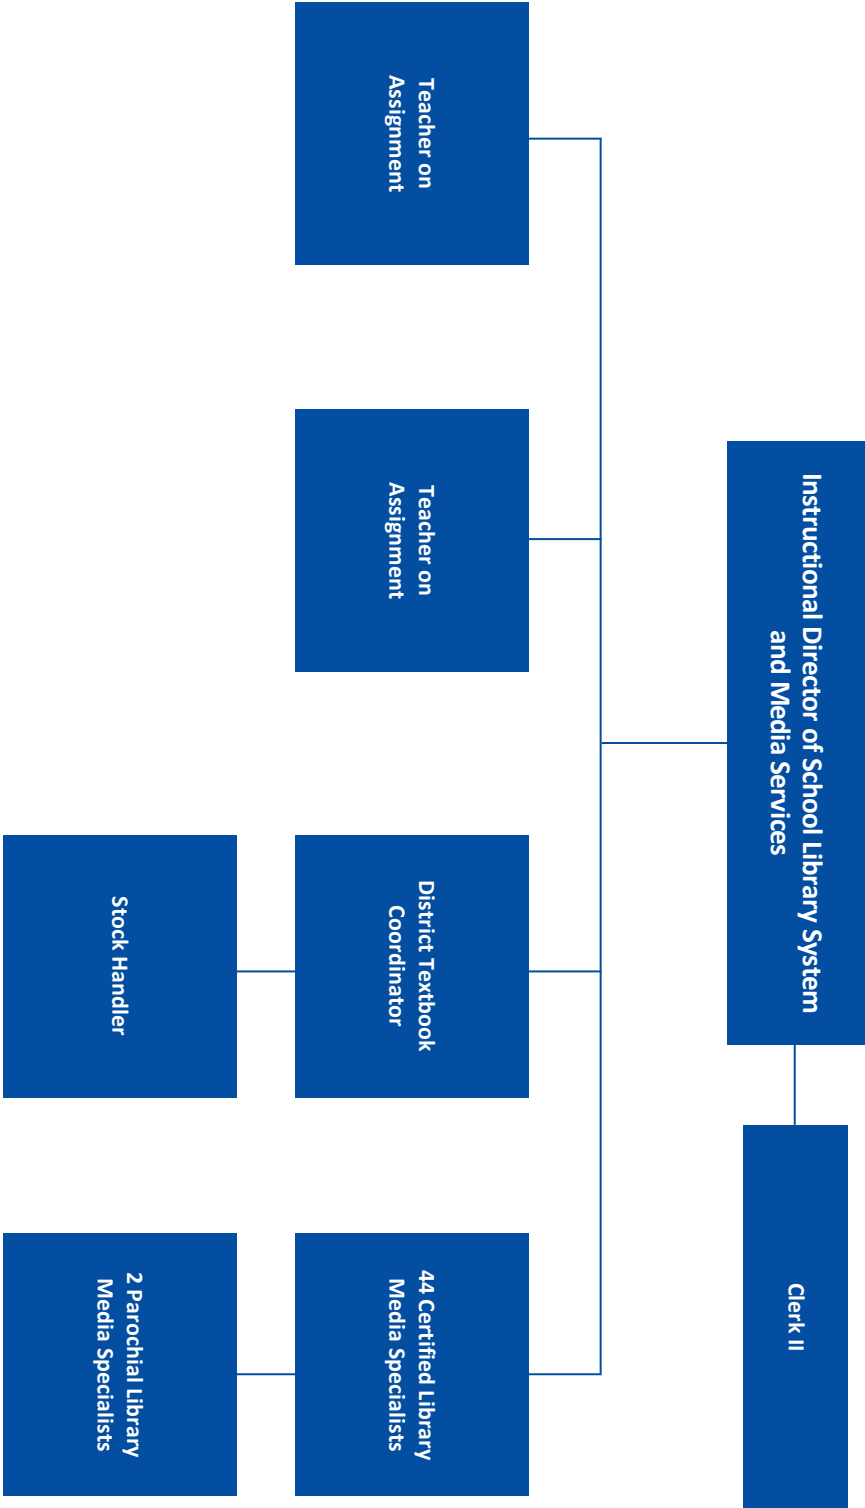 Instructional Director of School Library System
and Media Services
Clerk II
Teacher on
Assignment
Teacher on
Assignment
District Textbook
Coordinator
44 Certified Library
Media Specialists
Stock Handler
2 Parochial Library
Media Specialists